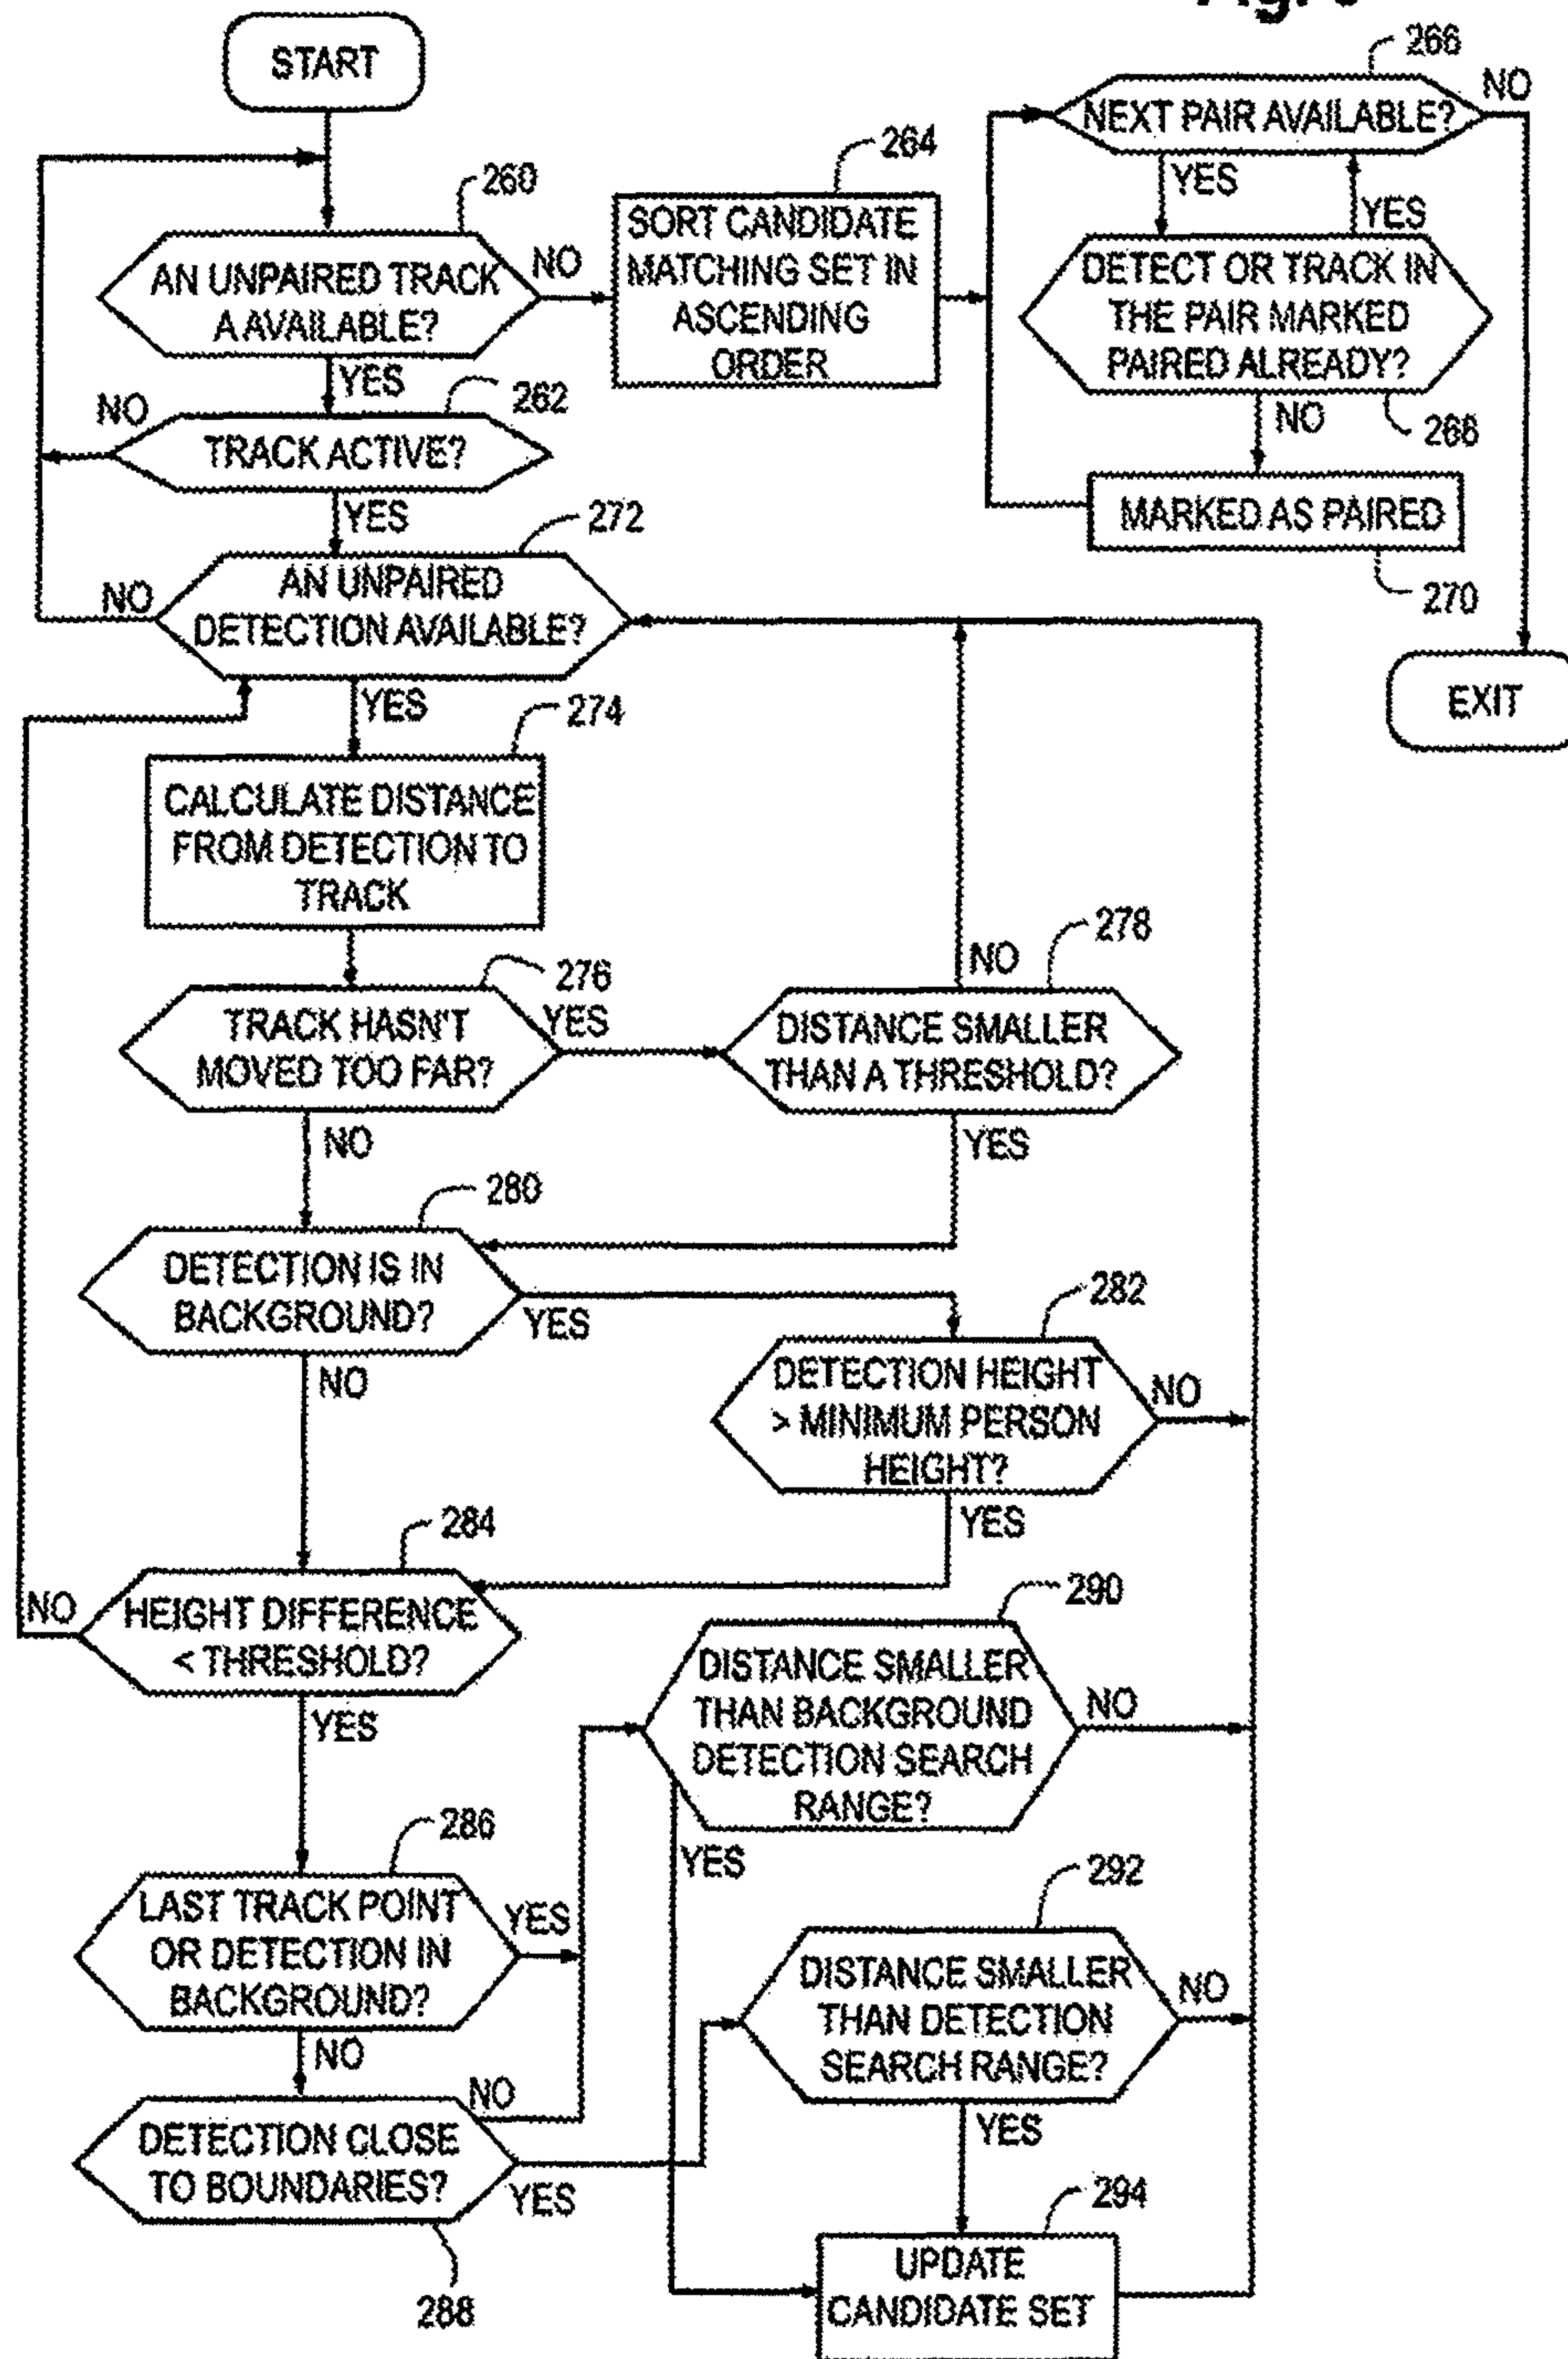 START
266
NEXT PAIR AVAILABLE?
NO
YES
YES
264
SORT CANDIDATE
MATCHING SET IN
ASCENDING
ORDER
260
AN UNPAIRED TRACK
A AVAILABLE?
NO
YES
DETECT OR TRACK IN
THE PAIR MARKED
PAIRED ALREADY?
NO
268
262
NO
TRACK ACTIVE?
YES
MARKED AS PAIRED
270
272
AN UNPAIRED
DETECTION AVAILABLE?
NO
YES
EXIT
274
CALCULATE DISTANCE
FROM DETECTION TO
TRACK
276
TRACK HASN'T
MOVED TOO FAR?
YES
NO
278
NO
DISTANCE SMALLER
THAN A THRESHOLD?
YES
280
DETECTION IS IN
BACKGROUND?
YES
NO
282
DETECTION HEIGHT
> MINIMUM PERSON
HEIGHT?
NO
YES
284
HEIGHT DIFFERENCE
< THRESHOLD?
NO
YES
290
DISTANCE SMALLER
THAN BACKGROUND
DETECTION SEARCH
RANGE?
NO
YES
286
LAST TRACK POINT
OR DETECTION IN
BACKGROUND?
YES
NO
292
DISTANCE SMALLER
THAN DETECTION
SEARCH RANGE?
NO
YES
DETECTION CLOSE
TO BOUNDARIES?
NO
YES
288
294
UPDATE
CANDIDATE SET